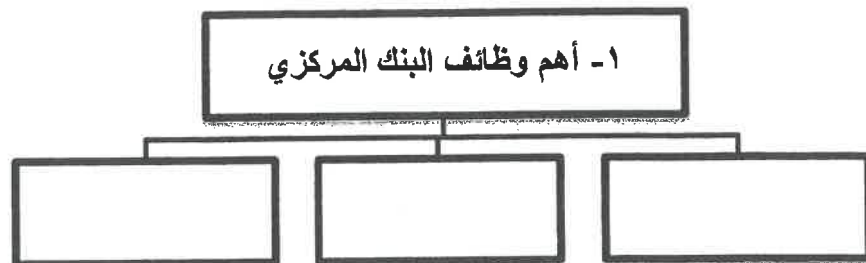 ١- أهم وظائف البنك المركزي